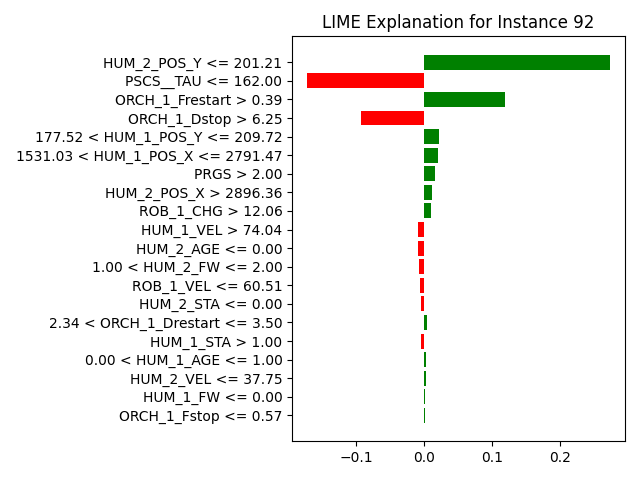 LIME Explanation for Instance 92
HUM_2_POS_Y <= 201.21
PSCS__TAU <= 162.00
ORCH_1_Frestart > 0.39
ORCH_1_Dstop > 6.25
177.52 < HUM_1_POS_Y <= 209.72
1531.03 < HUM_1_POS_X <= 2791.47
PRGS > 2.00
HUM_2_POS_X > 2896.36
ROB_1_CHG > 12.06
HUM_1_VEL > 74.04
HUM_2_AGE <= 0.00
1.00 < HUM_2_FW <= 2.00
ROB_1_VEL <= 60.51
HUM_2_STA <= 0.00
2.34 < ORCH_1_Drestart <= 3.50
HUM_1_STA > 1.00
0.00 < HUM_1_AGE <= 1.00
HUM_2_VEL <= 37.75
HUM_1_FW <= 0.00
ORCH_1_Fstop <= 0.57
−0.1 0.0 0.1 0.2